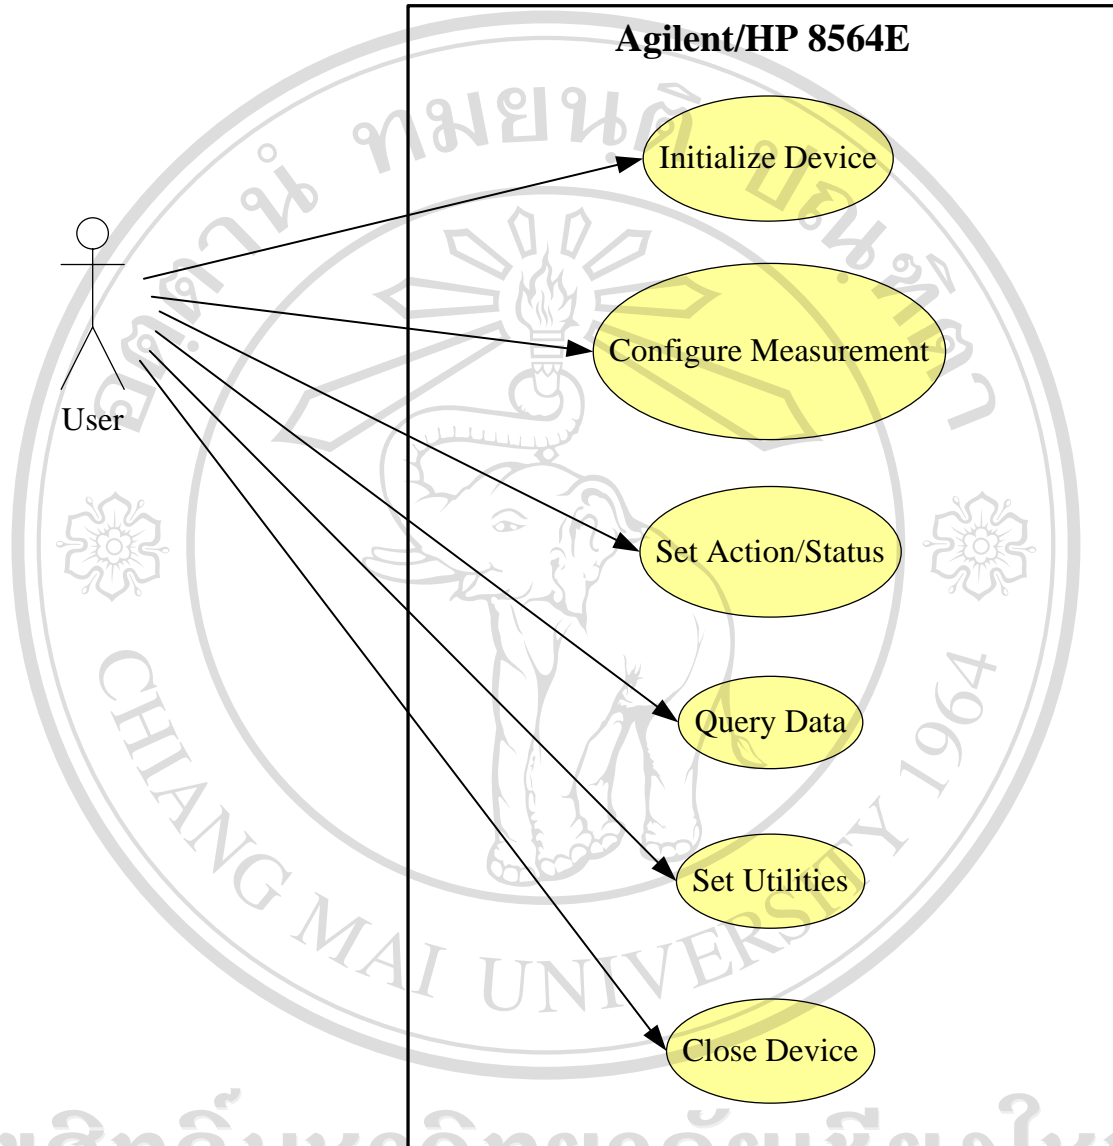 Agilent/HP 8564E
Initialize Device
Configure Measurement
User
Set Action/Status
Query Data
Set Utilities
Close Device
CHIANG MAI UNIVERSITY 1964